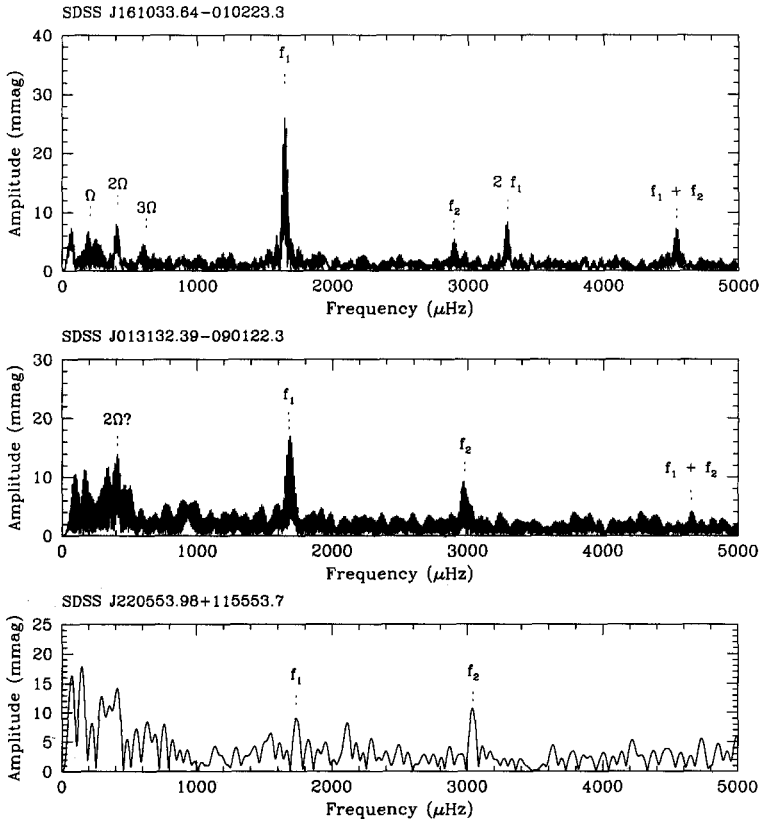 SDSS J161033.64−010223.3
40
30
20
10
0
Amplitude (mmag)
Ω
2Ω
3Ω
f₁
f₂
2 f₁
f₁ + f₂
0 1000 2000 3000 4000 5000
Frequency (μHz)
SDSS J013132.39−090122.3
30
20
10
0
Amplitude (mmag)
2Ω?
f₁
f₂
f₁ + f₂
0 1000 2000 3000 4000 5000
Frequency (μHz)
SDSS J220553.98+115553.7
25
20
15
10
5
0
Amplitude (mmag)
f₁
f₂
0 1000 2000 3000 4000 5000
Frequency (μHz)